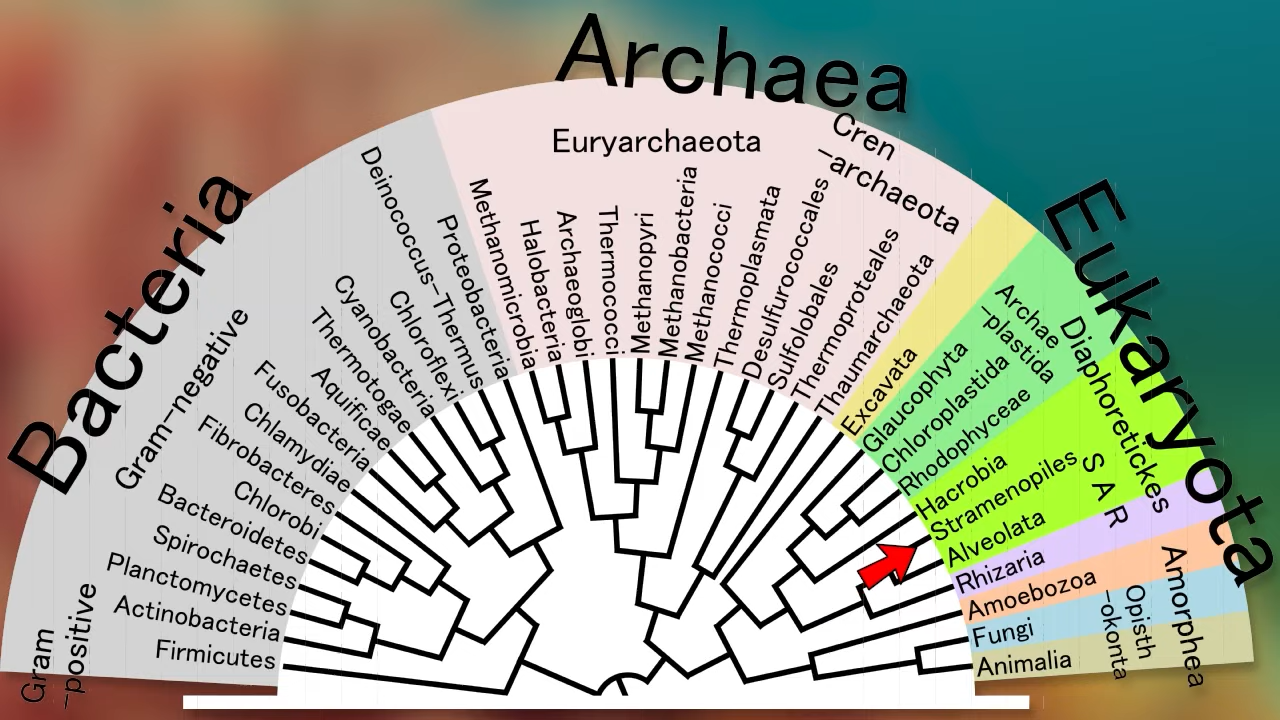 Archaea
Bacteria
Eukaryota
Gram
-positive
Gram-negative
Firmicutes
Actinobacteria
Planctomycetes
Spirochaetes
Bacteroidetes
Chlorobi
Fibrobacteres
Chlamydiae
Fusobacteria
Aquificae
Thermotogae
Cyanobacteria
Chloroflexi
Deinococcus-Thermus
Proteobacteria
Euryarchaeota
Methanomicrobia
Halobacteria
Archaeoglobi
Thermococci
Methanopyri
Methanobacteria
Methanococci
Thermoplasmata
Cren
-archaeota
Desulfurococcales
Sulfolobales
Thermoproteales
Thaumarchaeota
Excavata
Archae
-plastida
Diaphoretickes
Glaucophyta
Chloroplastida
Rhodophyceae
Hacrobia
Stramenopiles
Alveolata
Rhizaria
S A R
Amoebozoa
Amorphea
Opisth
-okonta
Fungi
Animalia